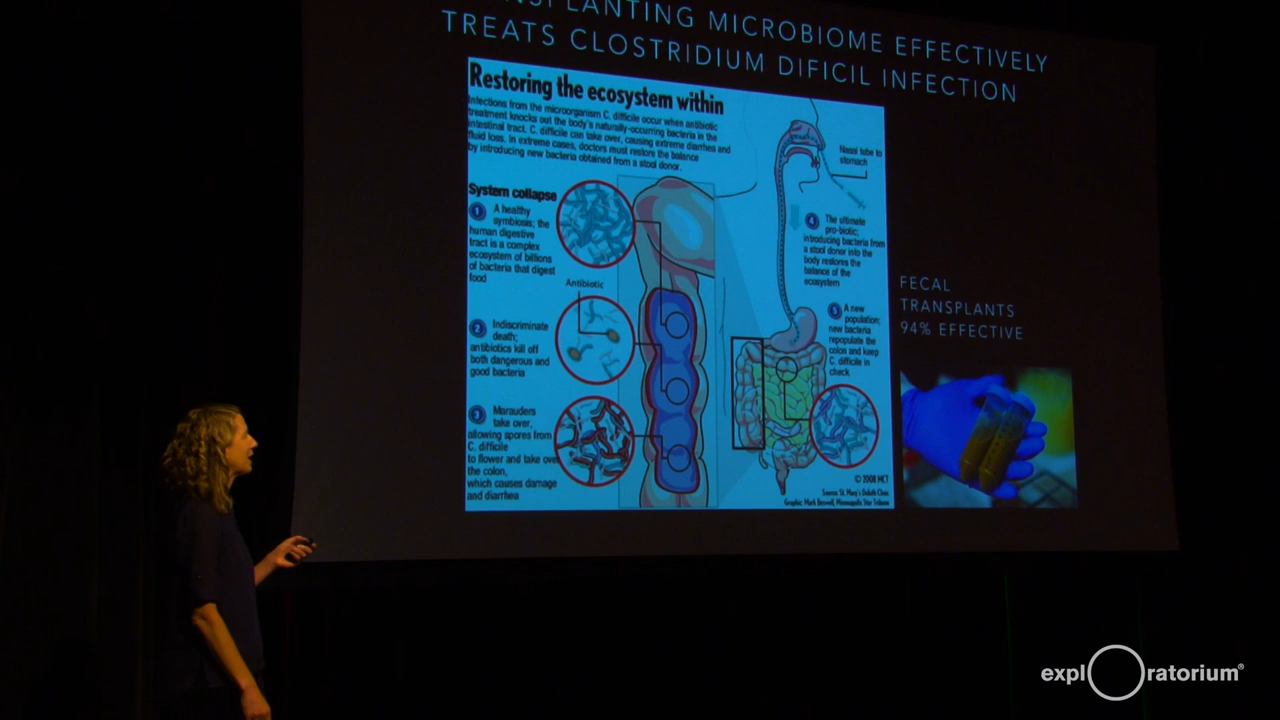 NSPLANTING MICROBIOME EFFECTIVELY
TREATS CLOSTRIDIUM DIFICIL INFECTION
Restoring the ecosystem within
Infections from the microorganism C. difficile occur when antibiotic
treatment knocks out the body's naturally-occurring bacteria in the
intestinal tract. C. difficile can take over, causing extreme diarrhea and
fluid loss. In extreme cases, doctors must restore the balance
by introducing new bacteria obtained from a stool donor.
System collapse
1 A healthy
symbiosis; the
human digestive
tract is a complex
ecosystem of billions
of bacteria that digest
food
Antibiotic
2 Indiscriminate
death;
antibiotics kill off
both dangerous and
good bacteria
3 Marauders
take over,
allowing spores from
C. difficile
to flower and take over
the colon,
which causes damage
and diarrhea
Nasal tube to
stomach
4 The ultimate
pro-biotic;
introducing bacteria from
a stool donor into the
body restores the
balance of the
ecosystem
5 A new
population;
new bacteria
repopulate the
colon and keep
C. difficile in
check
© 2008 MCT
Source: St. Mary's Duluth Clinic
Graphic: Mark Boswell, Minneapolis Star Tribune
FECAL
TRANSPLANTS
94% EFFECTIVE
expl ratorium®